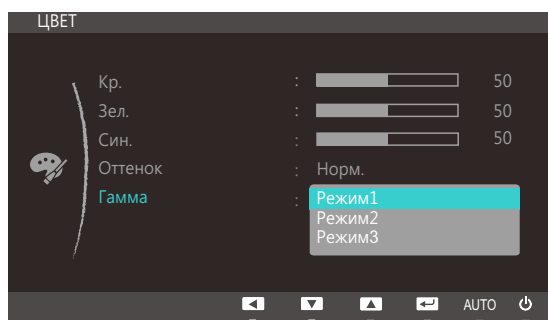 ЦВЕТ
Кр. : 50
Зел. : 50
Син. : 50
Оттенок : Норм.
Гамма : Режим1
Режим2
Режим3
AUTO